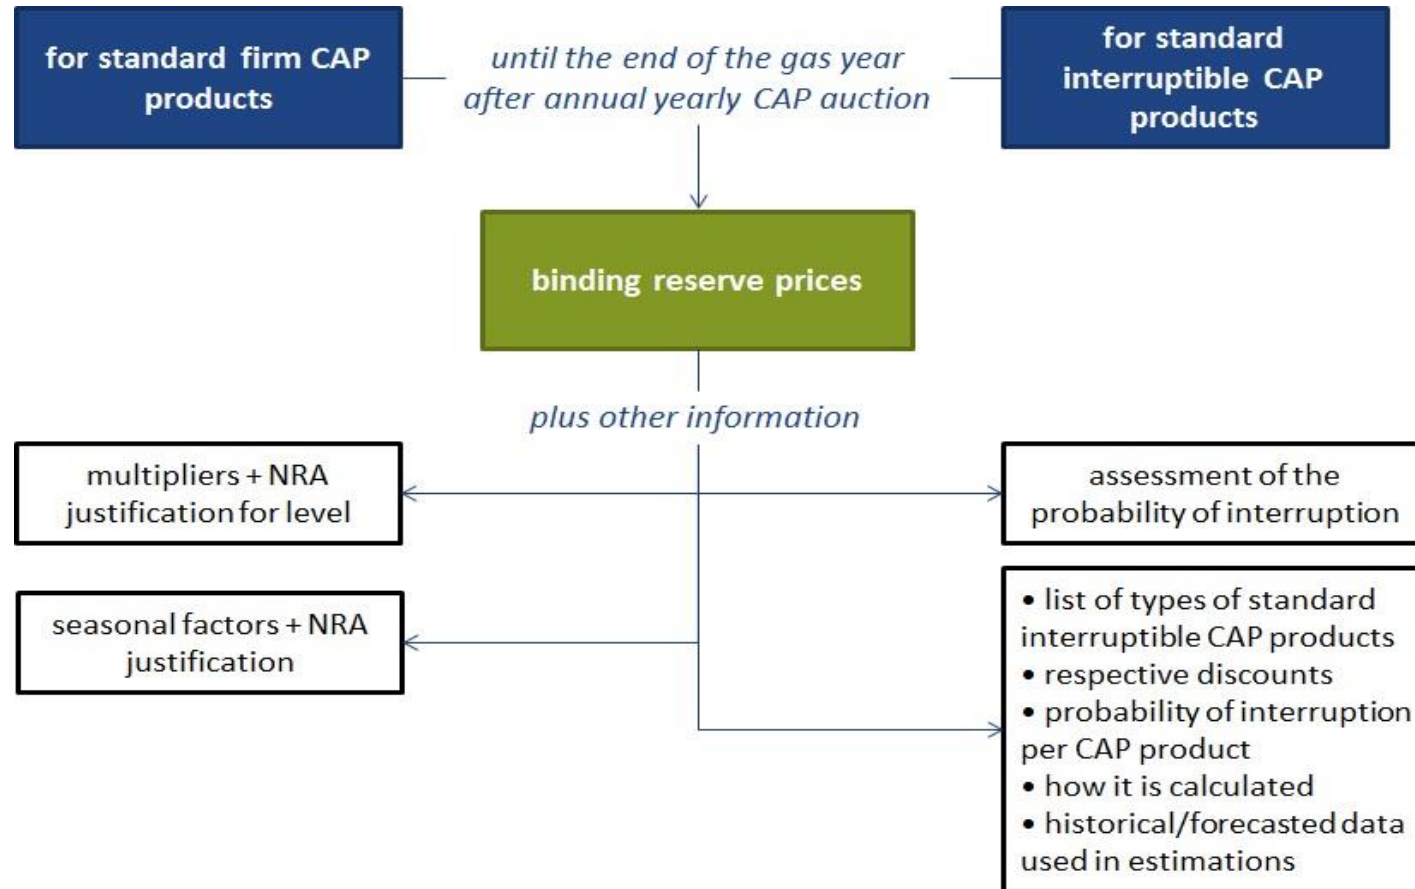 for standard firm CAP
products
until the end of the gas year
after annual yearly CAP auction
for standard
interruptible CAP
products
binding reserve prices
plus other information
multipliers + NRA
justification for level
assessment of the
probability of interruption
seasonal factors + NRA
justification
• list of types of standard
interruptible CAP products
• respective discounts
• probability of interruption
per CAP product
• how it is calculated
• historical/forecasted data
used in estimations